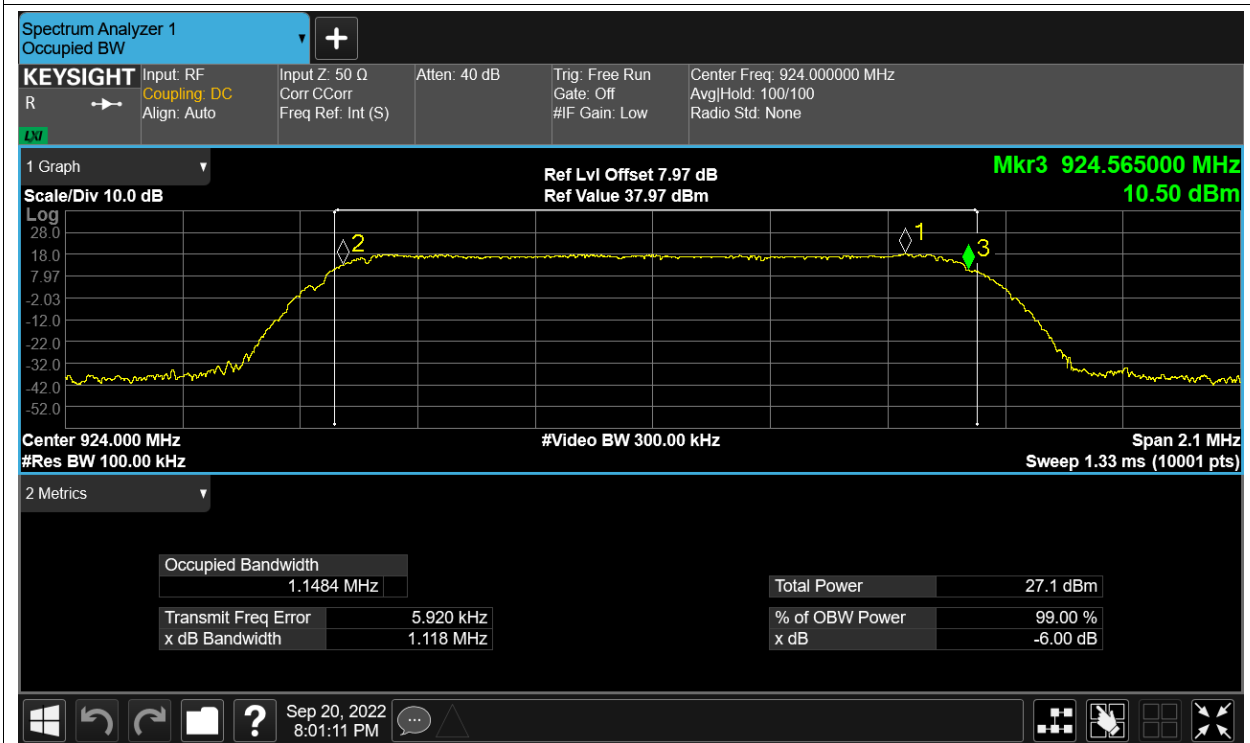 Spectrum Analyzer 1
Occupied BW
KEYSIGHT
R
LXI
Input: RF
Coupling: DC
Align: Auto
Input Z: 50 Ω
Corr CCorr
Freq Ref: Int (S)
Atten: 40 dB
Trig: Free Run
Gate: Off
#IF Gain: Low
Center Freq: 924.000000 MHz
Avg|Hold: 100/100
Radio Std: None
1 Graph
Scale/Div 10.0 dB
Ref Lvl Offset 7.97 dB
Ref Value 37.97 dBm
Mkr3 924.565000 MHz
10.50 dBm
Log
28.0
18.0
7.97
-2.03
-12.0
-22.0
-32.0
-42.0
-52.0
2
1
3
Center 924.000 MHz
#Video BW 300.00 kHz
Span 2.1 MHz
#Res BW 100.00 kHz
Sweep 1.33 ms (10001 pts)
2 Metrics
Occupied Bandwidth
1.1484 MHz
Total Power 27.1 dBm
Transmit Freq Error 5.920 kHz
% of OBW Power 99.00 %
x dB Bandwidth 1.118 MHz
x dB -6.00 dB
?
Sep 20, 2022
8:01:11 PM